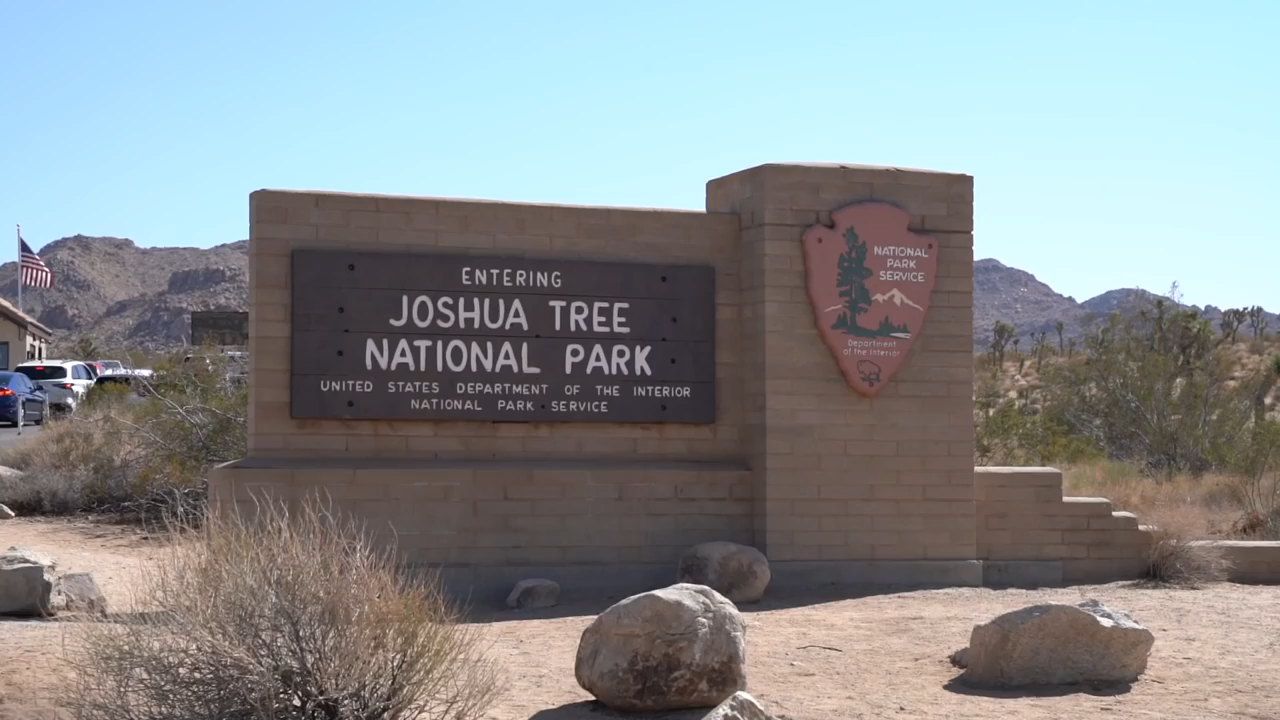 ENTERING
JOSHUA TREE
NATIONAL PARK
UNITED STATES DEPARTMENT OF THE INTERIOR
NATIONAL PARK SERVICE
NATIONAL
PARK
SERVICE
Department
of the Interior